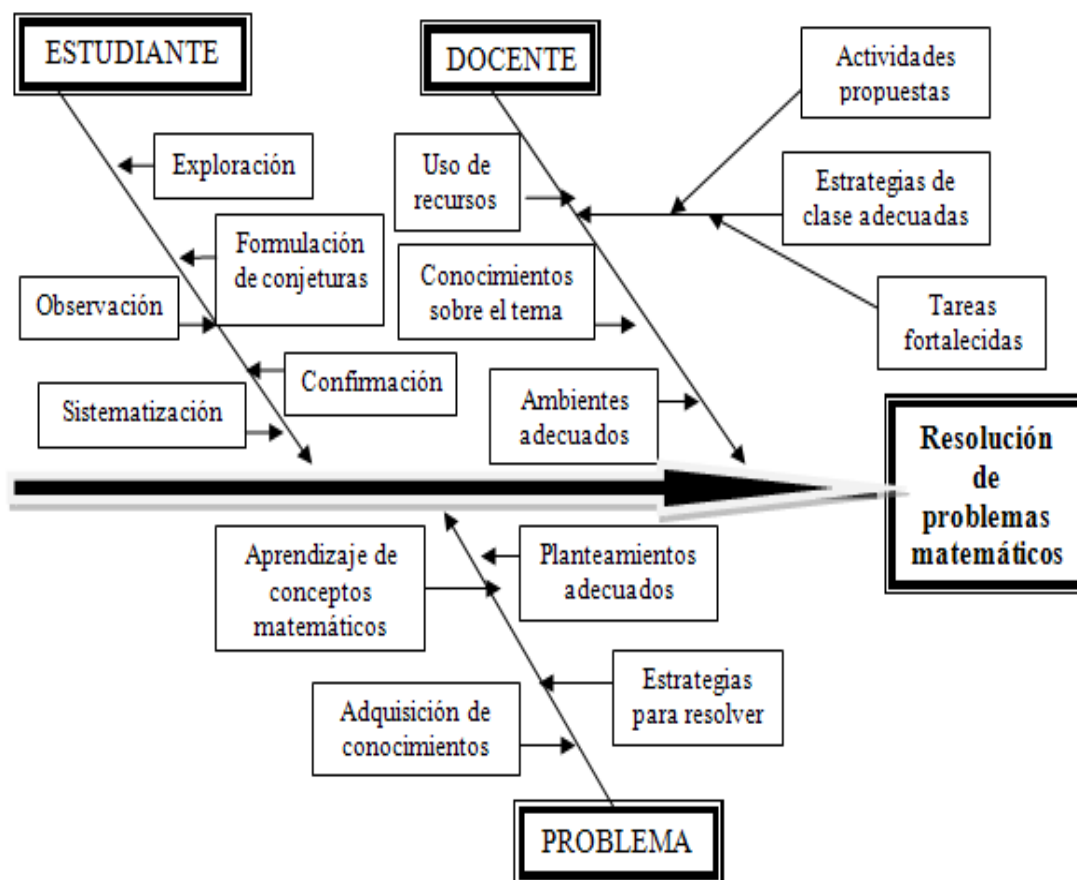 ESTUDIANTE
Exploración
Formulación
de conjeturas
Observación
Confirmación
Sistematización
DOCENTE
Uso de
recursos
Actividades
propuestas
Estrategias de
clase adecuadas
Tareas
fortalecidas
Conocimientos
sobre el tema
Ambientes
adecuados
Resolución
de
problemas
matemáticos
Aprendizaje de
conceptos
matemáticos
Planteamientos
adecuados
Estrategias
para resolver
Adquisición de
conocimientos
PROBLEMA